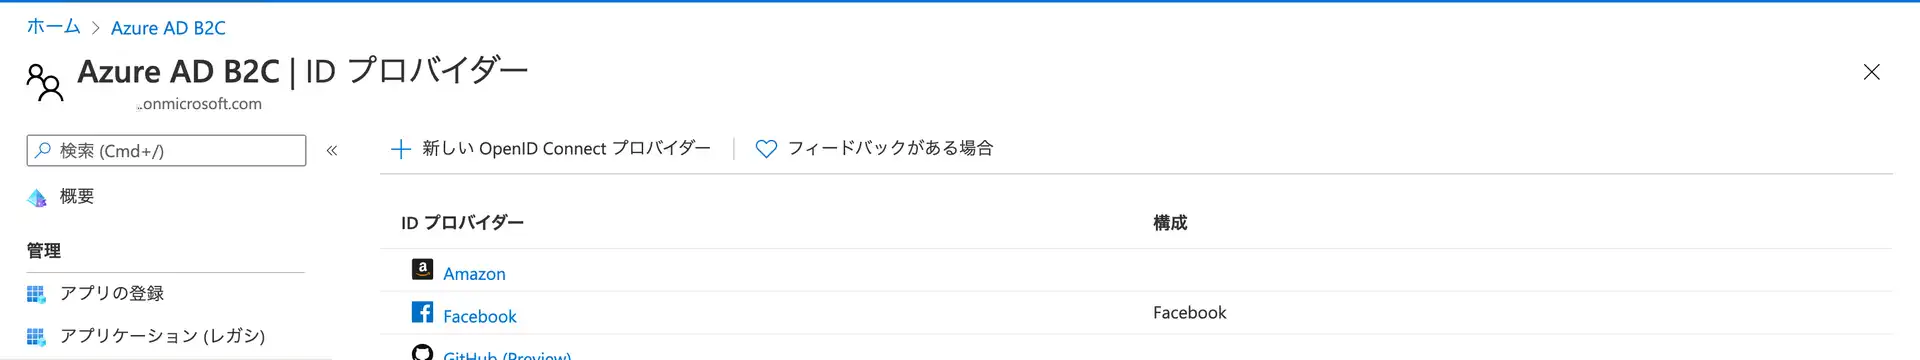 ホーム > Azure AD B2C
Azure AD B2C | ID プロバイダー
.onmicrosoft.com
検索 (Cmd+/)
«
+ 新しい OpenID Connect プロバイダー
フィードバックがある場合
概要
管理
アプリの登録
アプリケーション (レガシ)
ID プロバイダー 構成
Amazon
Facebook Facebook
GitHub (Preview)